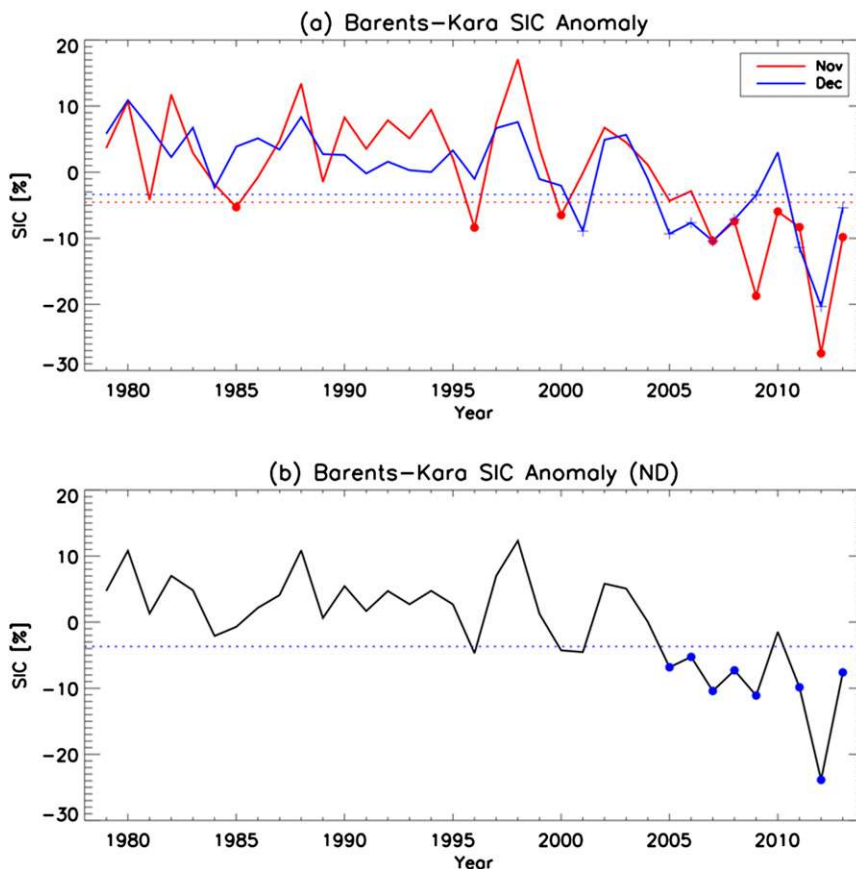 (a) Barents-Kara SIC Anomaly
20
10
0
-10
-20
-30
SIC [%]
Nov
Dec
1980 1985 1990 1995 2000 2005 2010
Year
(b) Barents-Kara SIC Anomaly (ND)
20
10
0
-10
-20
-30
SIC [%]
1980 1985 1990 1995 2000 2005 2010
Year